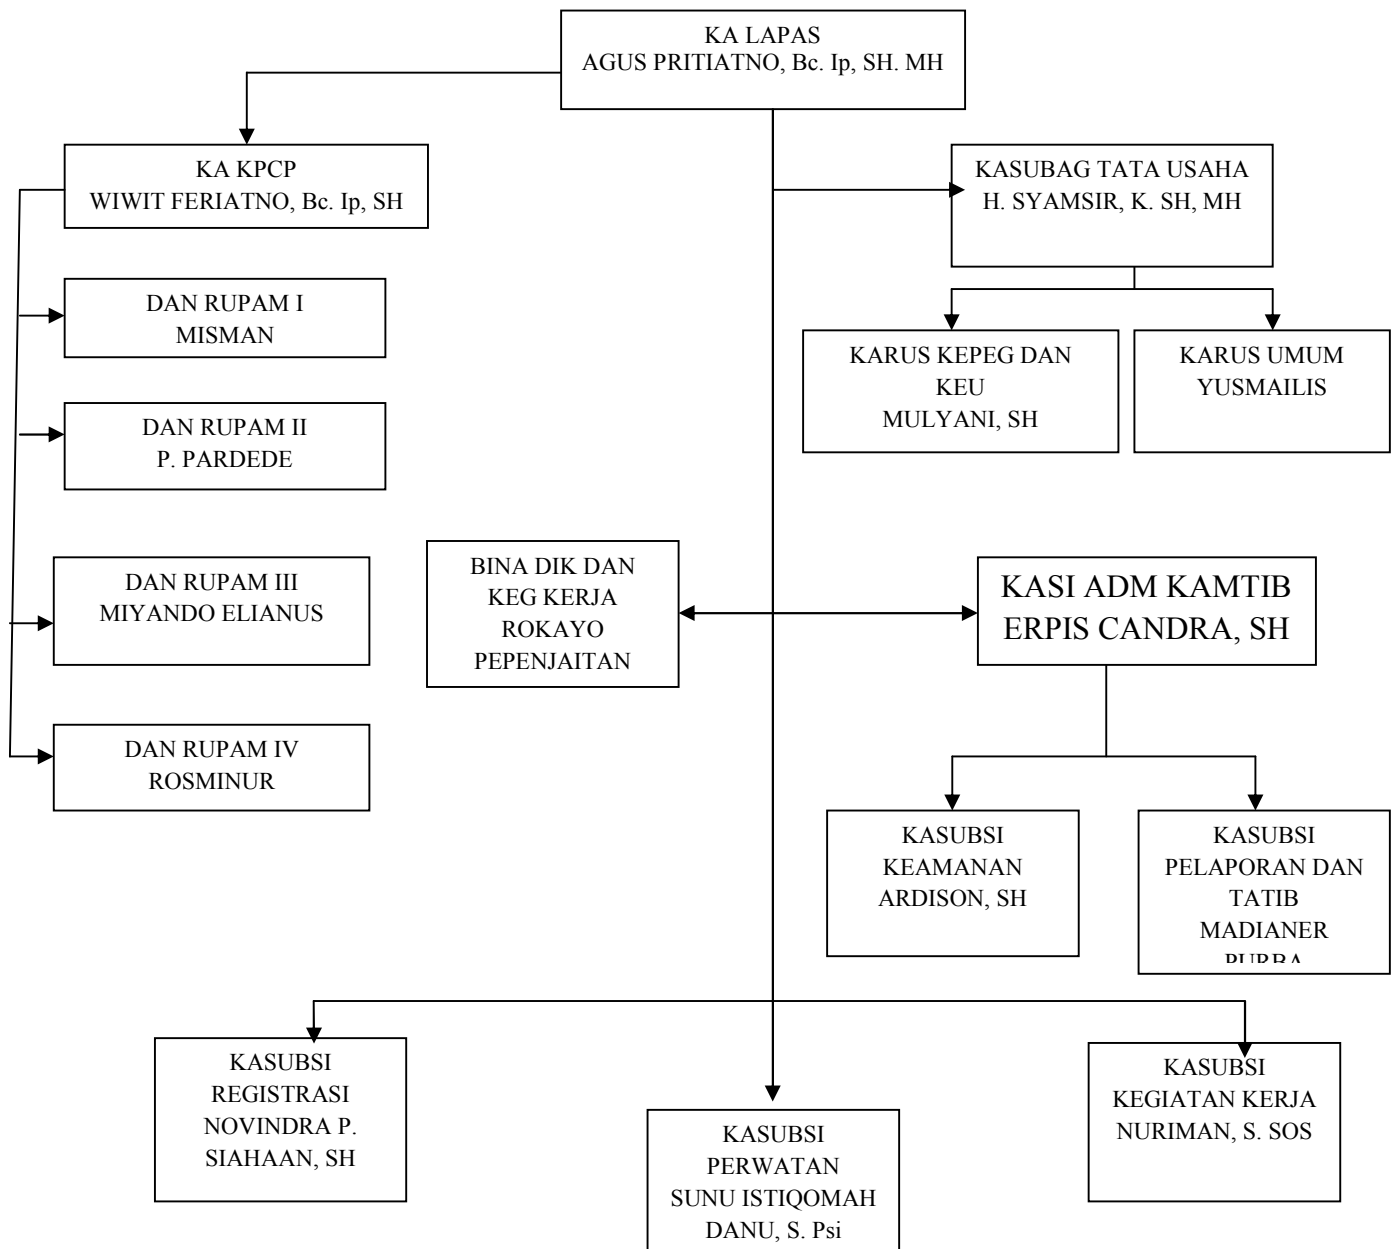 KA LAPAS
AGUS PRITIATNO, Bc. Ip, SH. MH
KA KPCP
WIWIT FERIATNO, Bc. Ip, SH
KASUBAG TATA USAHA
H. SYAMSIR, K. SH, MH
DAN RUPAM I
MISMAN
KARUS KEPEG DAN
KEU
MULYANI, SH
KARUS UMUM
YUSMAILIS
DAN RUPAM II
P. PARDEDE
BINA DIK DAN
KEG KERJA
ROKAYO
PEPENJAITAN
KASI ADM KAMTIB
ERPIS CANDRA, SH
DAN RUPAM III
MIYANDO ELIANUS
DAN RUPAM IV
ROSMINUR
KASUBSI
KEAMANAN
ARDISON, SH
KASUBSI
PELAPORAN DAN
TATIB
MADIANER
PURBA
KASUBSI
REGISTRASI
NOVINDRA P.
SIAHAAN, SH
KASUBSI
PERWATAN
SUNU ISTIQOMAH
DANU, S. Psi
KASUBSI
KEGIATAN KERJA
NURIMAN, S. SOS